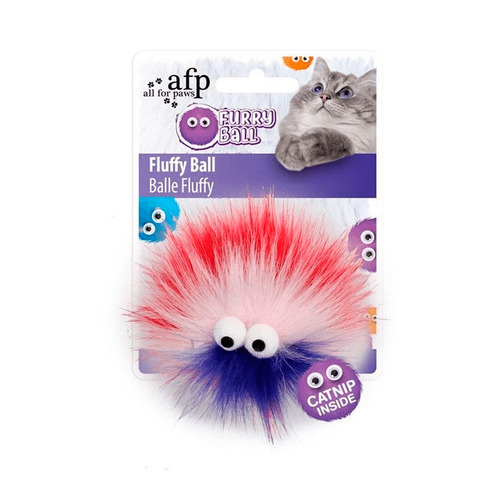 afp
all for paws
FURRY
BALL
Fluffy Ball
Balle Fluffy
CATNIP
INSIDE